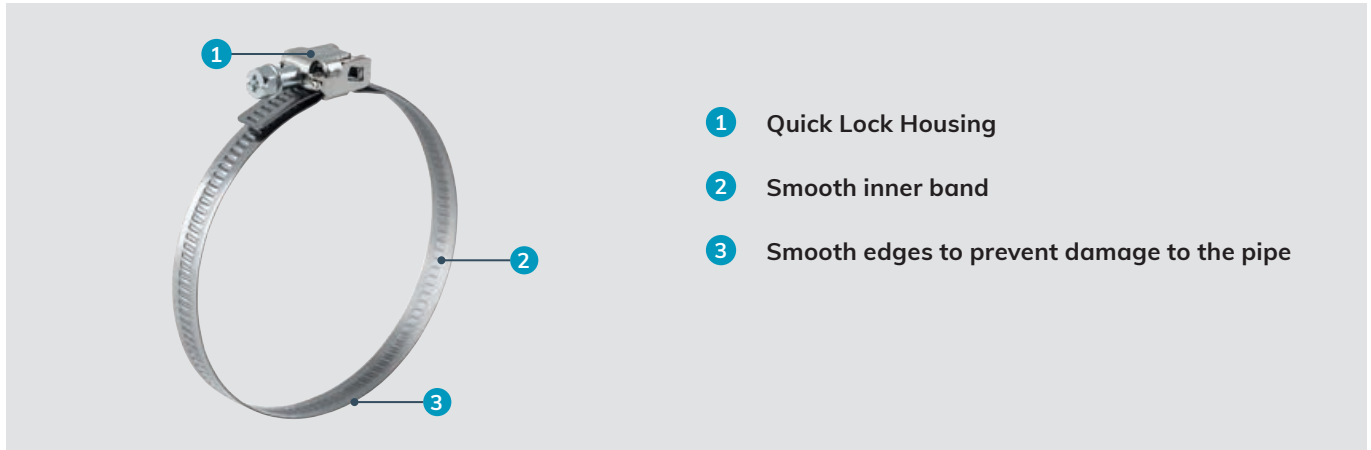 1
2
3
1 Quick Lock Housing
2 Smooth inner band
3 Smooth edges to prevent damage to the pipe